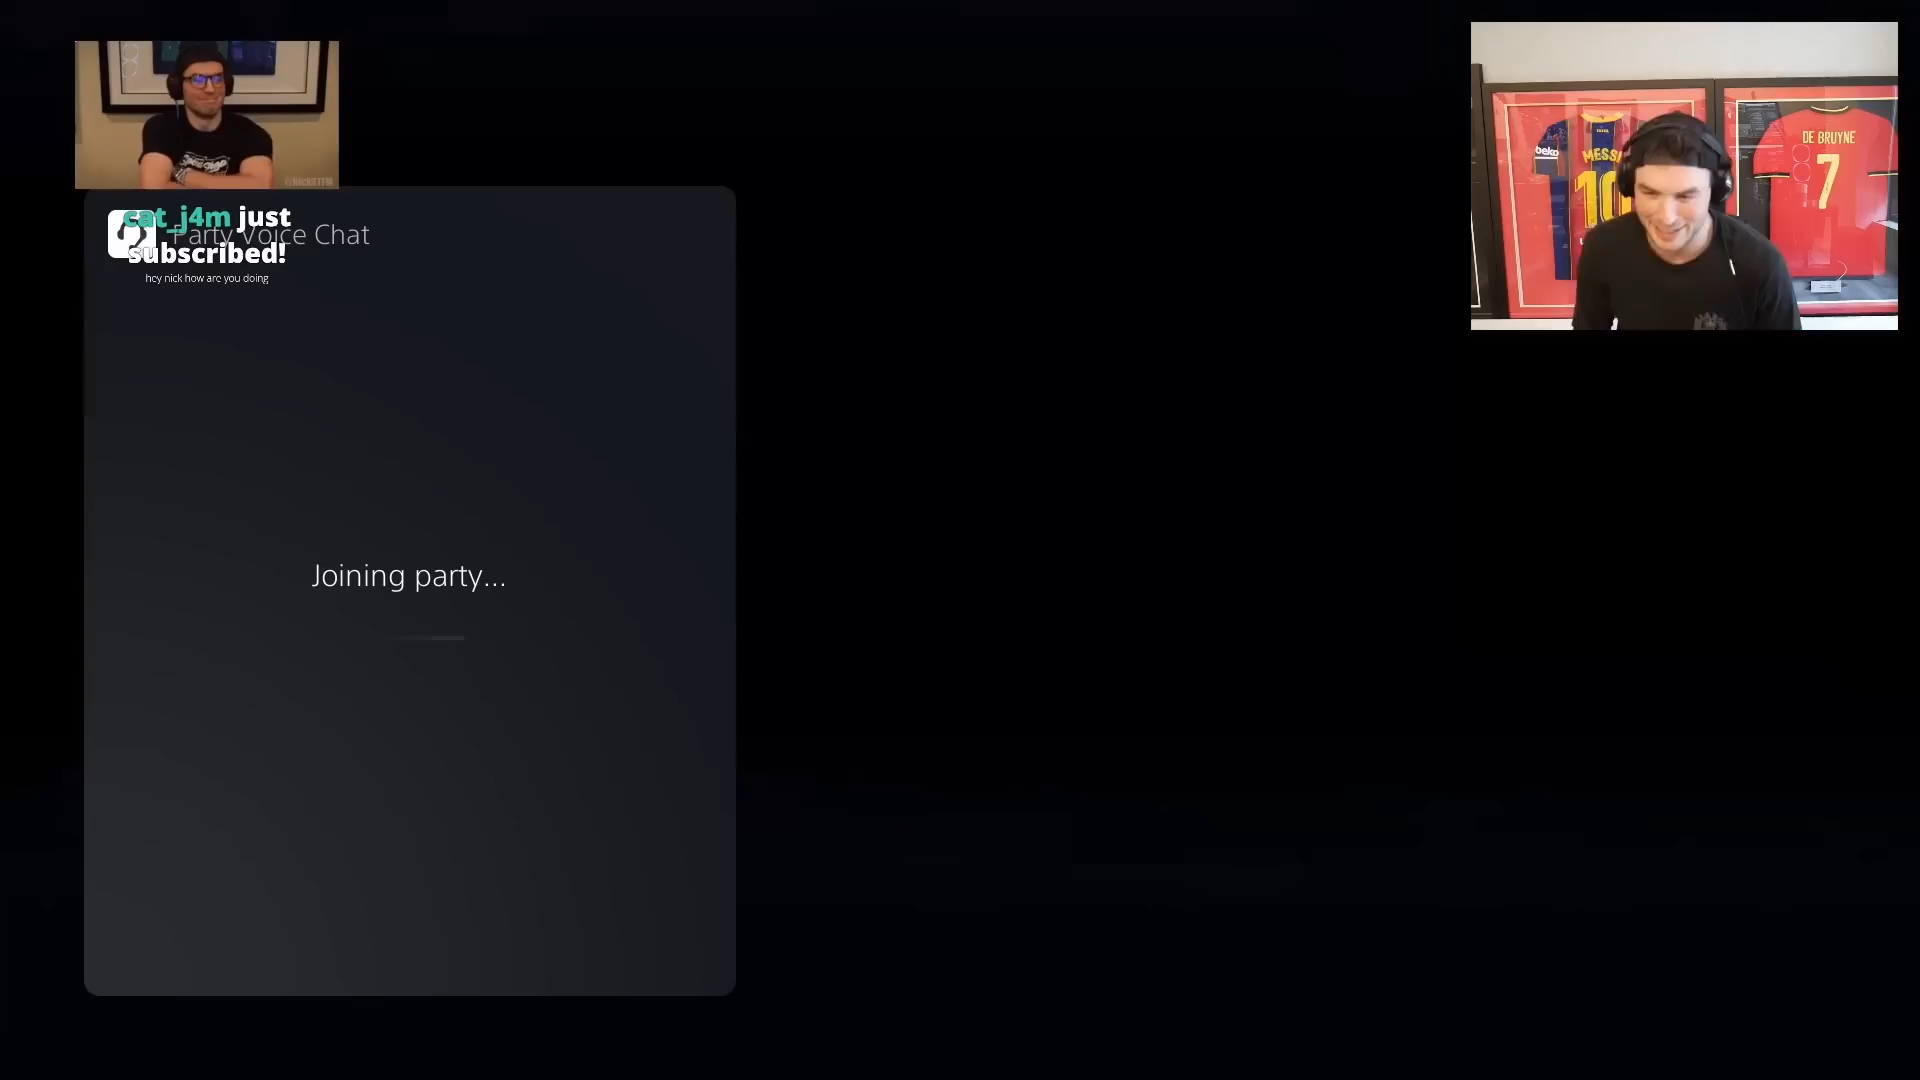 cat_j4m just
subscribed!
hey nick how are you doing
Party Voice Chat
Joining party...
beko
MESSI
10
DE BRUYNE
7